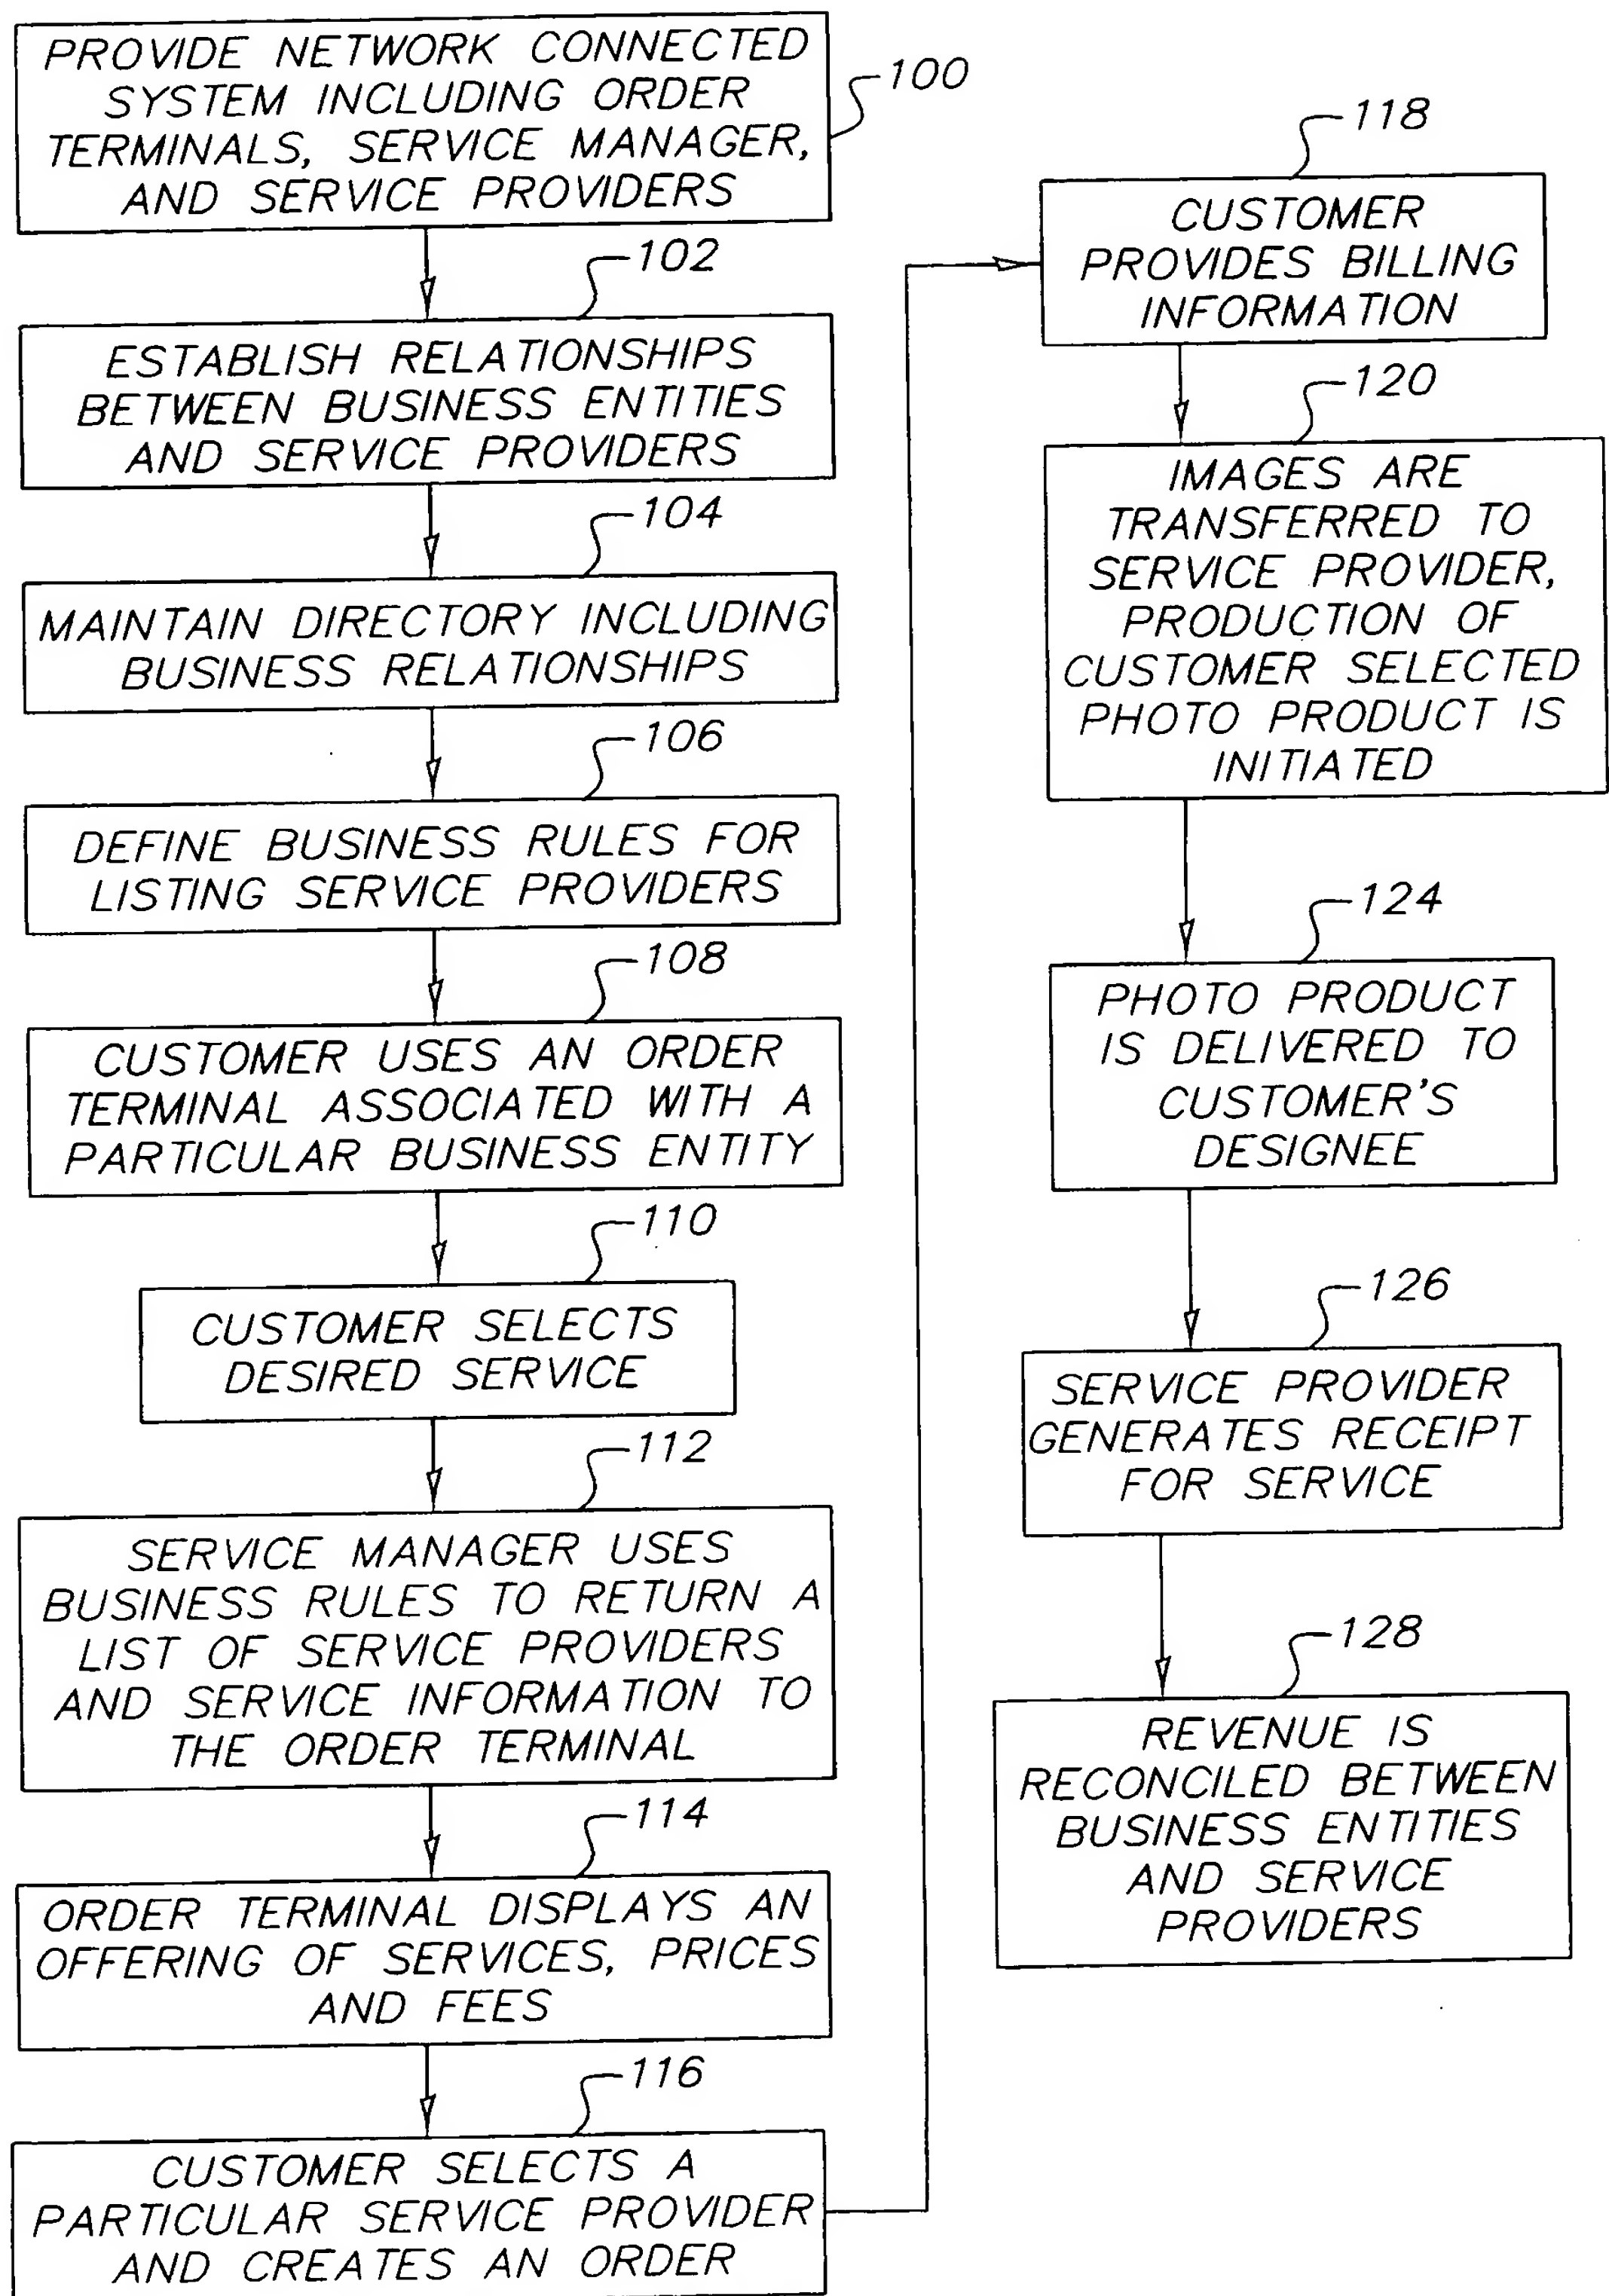 PROVIDE NETWORK CONNECTED
SYSTEM INCLUDING ORDER
TERMINALS, SERVICE MANAGER,
AND SERVICE PROVIDERS
100
102
ESTABLISH RELATIONSHIPS
BETWEEN BUSINESS ENTITIES
AND SERVICE PROVIDERS
104
MAINTAIN DIRECTORY INCLUDING
BUSINESS RELATIONSHIPS
106
DEFINE BUSINESS RULES FOR
LISTING SERVICE PROVIDERS
108
CUSTOMER USES AN ORDER
TERMINAL ASSOCIATED WITH A
PARTICULAR BUSINESS ENTITY
110
CUSTOMER SELECTS
DESIRED SERVICE
112
SERVICE MANAGER USES
BUSINESS RULES TO RETURN A
LIST OF SERVICE PROVIDERS
AND SERVICE INFORMATION TO
THE ORDER TERMINAL
114
ORDER TERMINAL DISPLAYS AN
OFFERING OF SERVICES, PRICES
AND FEES
116
CUSTOMER SELECTS A
PARTICULAR SERVICE PROVIDER
AND CREATES AN ORDER
118
CUSTOMER
PROVIDES BILLING
INFORMATION
120
IMAGES ARE
TRANSFERRED TO
SERVICE PROVIDER,
PRODUCTION OF
CUSTOMER SELECTED
PHOTO PRODUCT IS
INITIATED
124
PHOTO PRODUCT
IS DELIVERED TO
CUSTOMER'S
DESIGNEE
126
SERVICE PROVIDER
GENERATES RECEIPT
FOR SERVICE
128
REVENUE IS
RECONCILED BETWEEN
BUSINESS ENTITIES
AND SERVICE
PROVIDERS